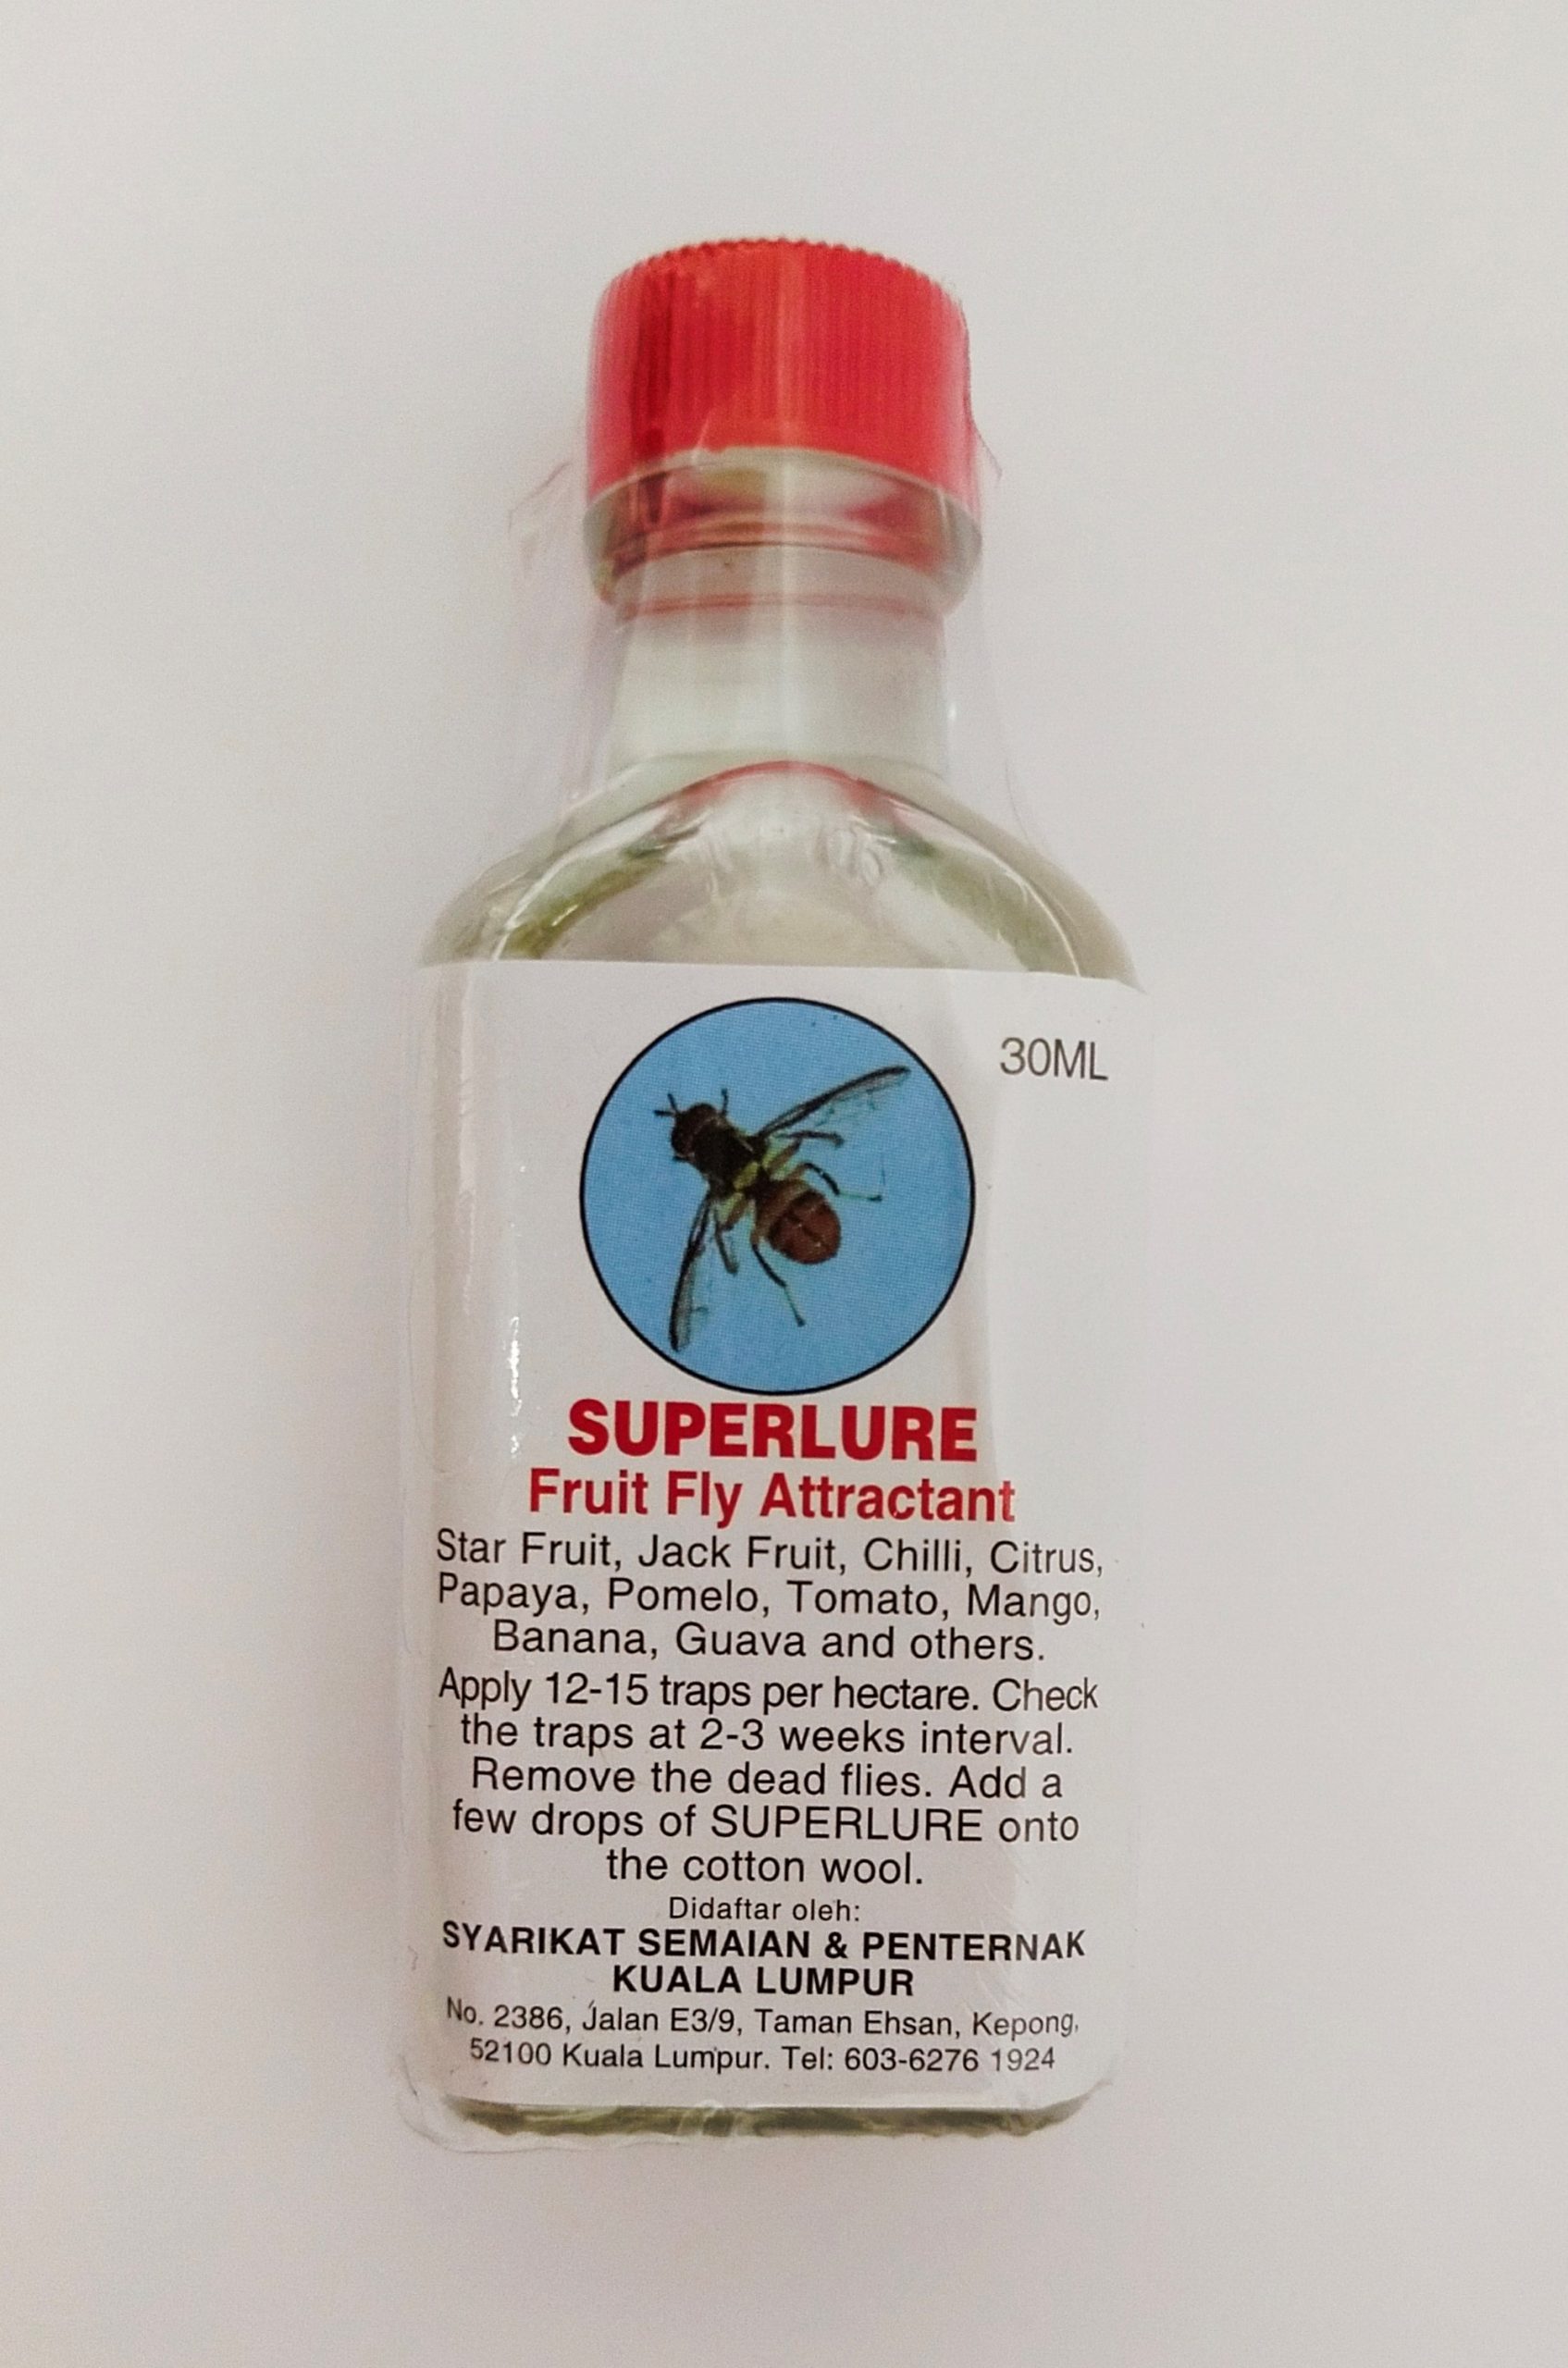 30ML
SUPERLURE
Fruit Fly Attractant
Star Fruit, Jack Fruit, Chilli, Citrus,
Papaya, Pomelo, Tomato, Mango,
Banana, Guava and others.
Apply 12-15 traps per hectare. Check
the traps at 2-3 weeks interval.
Remove the dead flies. Add a
few drops of SUPERLURE onto
the cotton wool.
Didaftar oleh:
SYARIKAT SEMAIAN & PENTERNAK
KUALA LUMPUR
No. 2386, Jalan E3/9, Taman Ehsan, Kepong,
52100 Kuala Lumpur. Tel: 603-6276 1924